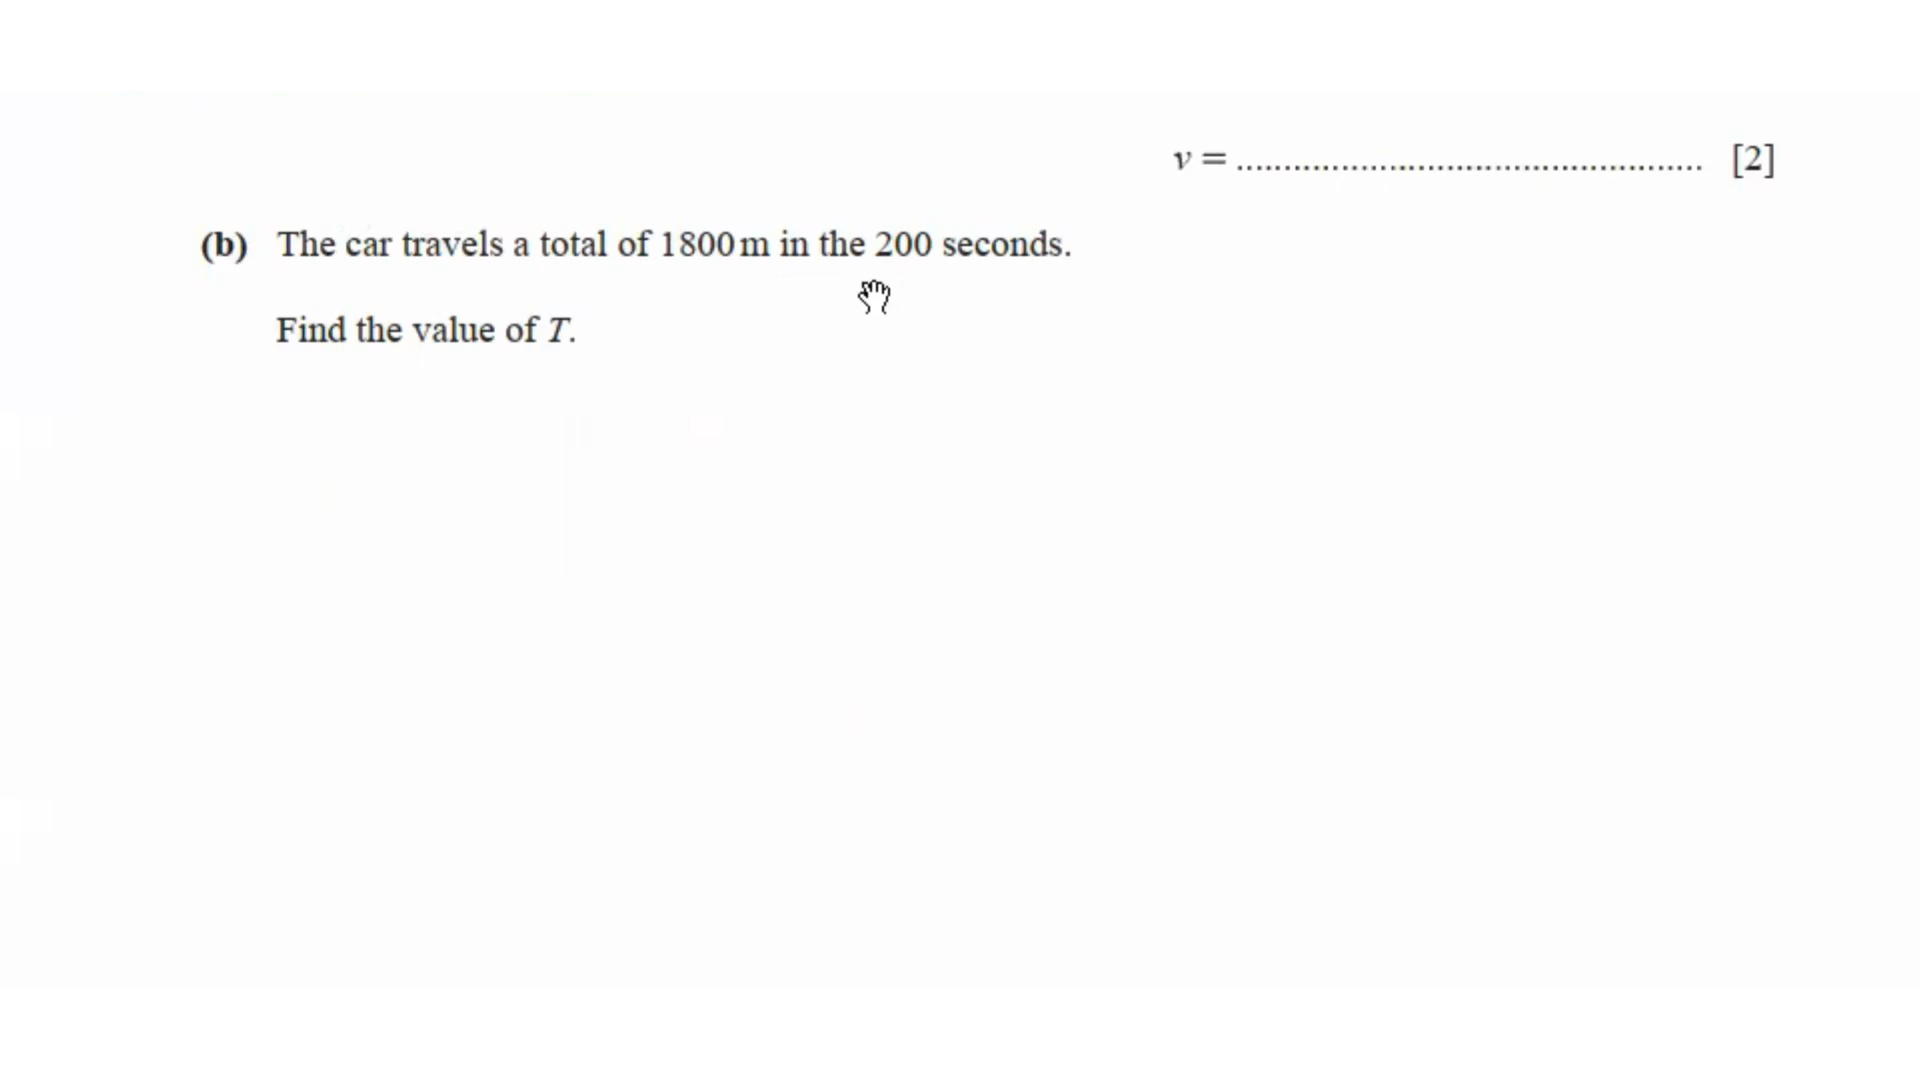 v = ................................................ [2]
(b) The car travels a total of 1800 m in the 200 seconds.
Find the value of T.